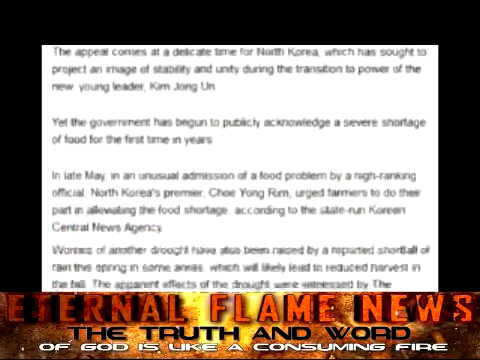 The appeal comes at a delicate time for North Korea, which has sought to
project an image of stability and unity during the transition to power of the
new young leader, Kim Jong Un.
Yet the government has begun to publicly acknowledge a severe shortage
of food for the first time in years.
In late May, in an unusual admission of a food problem by a high-ranking
official, North Korea's premier, Choe Yong Rim, urged farmers to do their
part in alleviating the food shortage, according to the state-run Korean
Central News Agency.
Worries of another drought have also been raised by a reported shortfall of
rain this spring in some areas, which will likely lead to reduced harvest in
the fall. The apparent effects of the drought were witnessed by The
ETERNAL FLAME NEWS
THE TRUTH AND WORD
OF GOD IS LIKE A CONSUMING FIRE